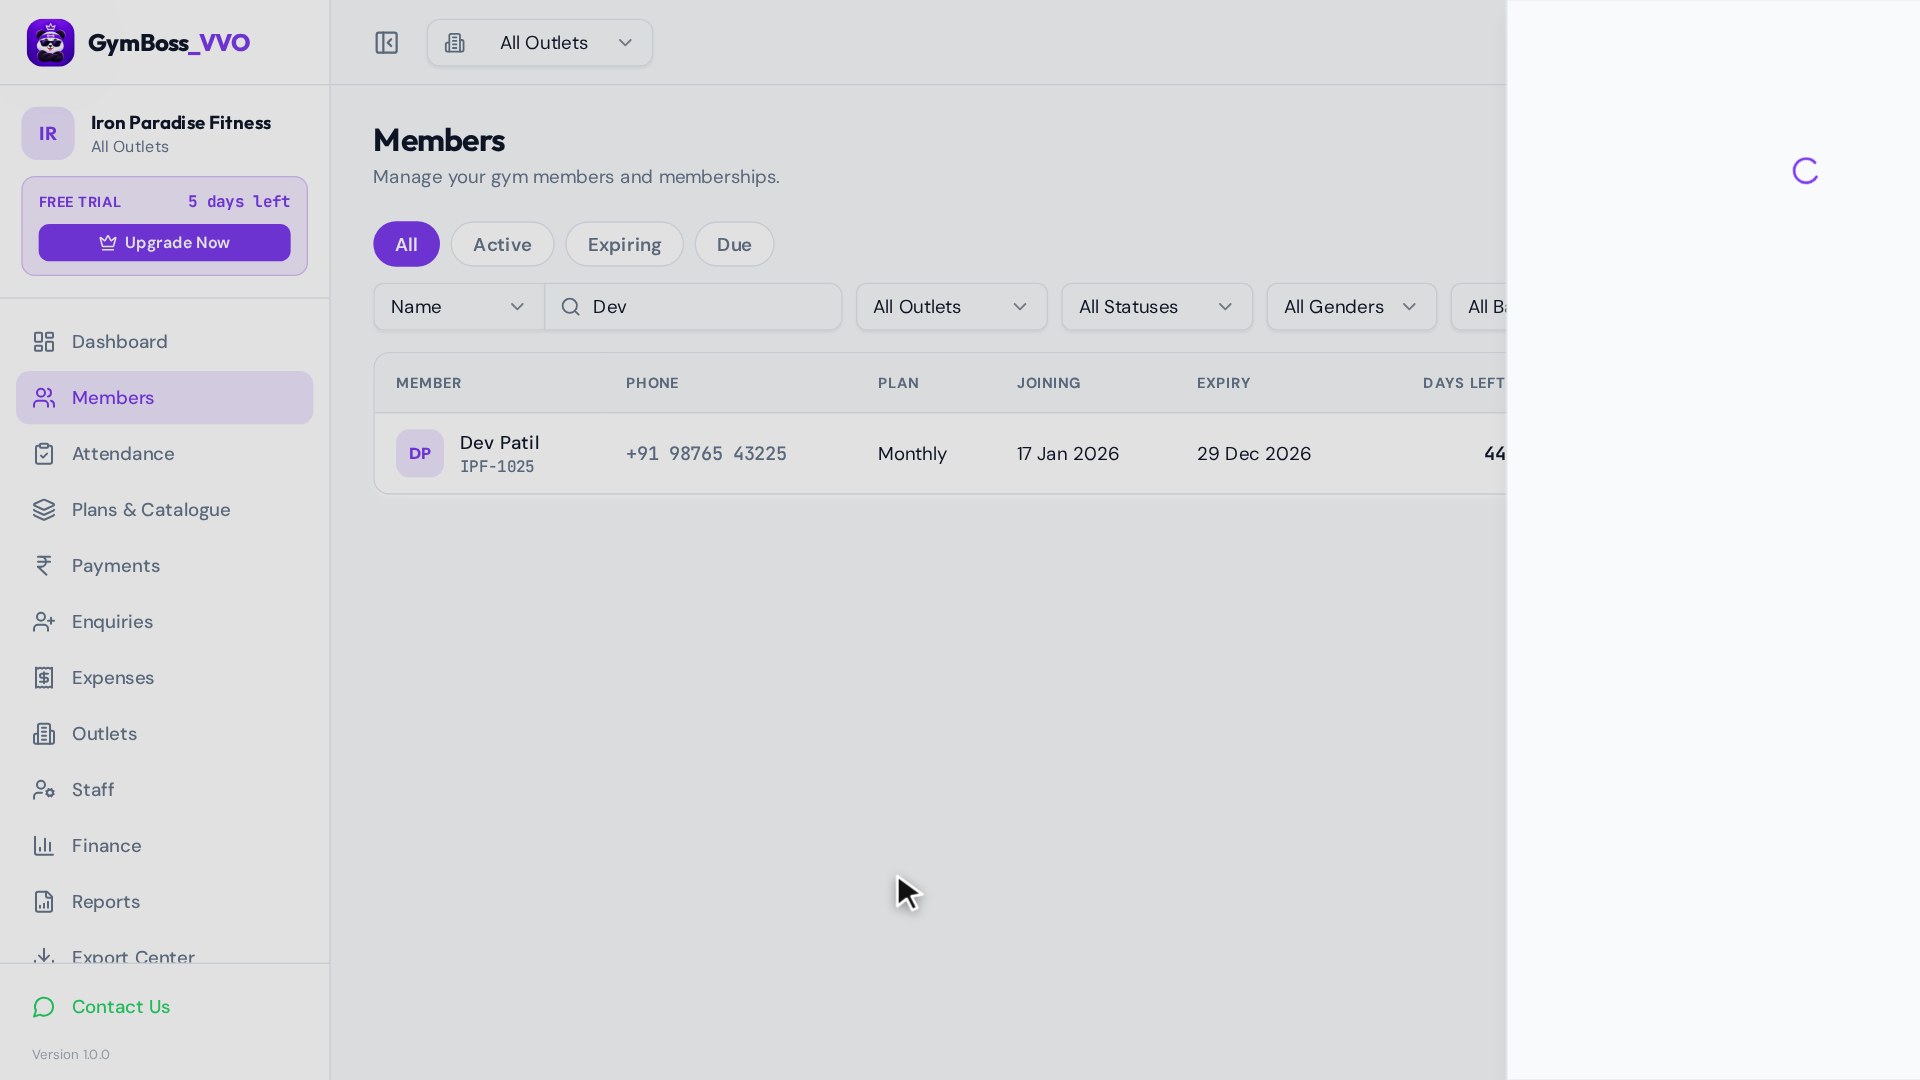 GymBoss_VVO
All Outlets
IR
Iron Paradise Fitness
All Outlets
FREE TRIAL 5 days left
Upgrade Now
Dashboard
Members
Attendance
Plans & Catalogue
Payments
Enquiries
Expenses
Outlets
Staff
Finance
Reports
Export Center
Contact Us
Version 1.0.0
Members
Manage your gym members and memberships.
All Active Expiring Due
Name Dev All Outlets All Statuses All Genders All
MEMBER PHONE PLAN JOINING EXPIRY DAYS LEFT
DP Dev Patil +91 98765 43225 Monthly 17 Jan 2026 29 Dec 2026 44
IPF-1025